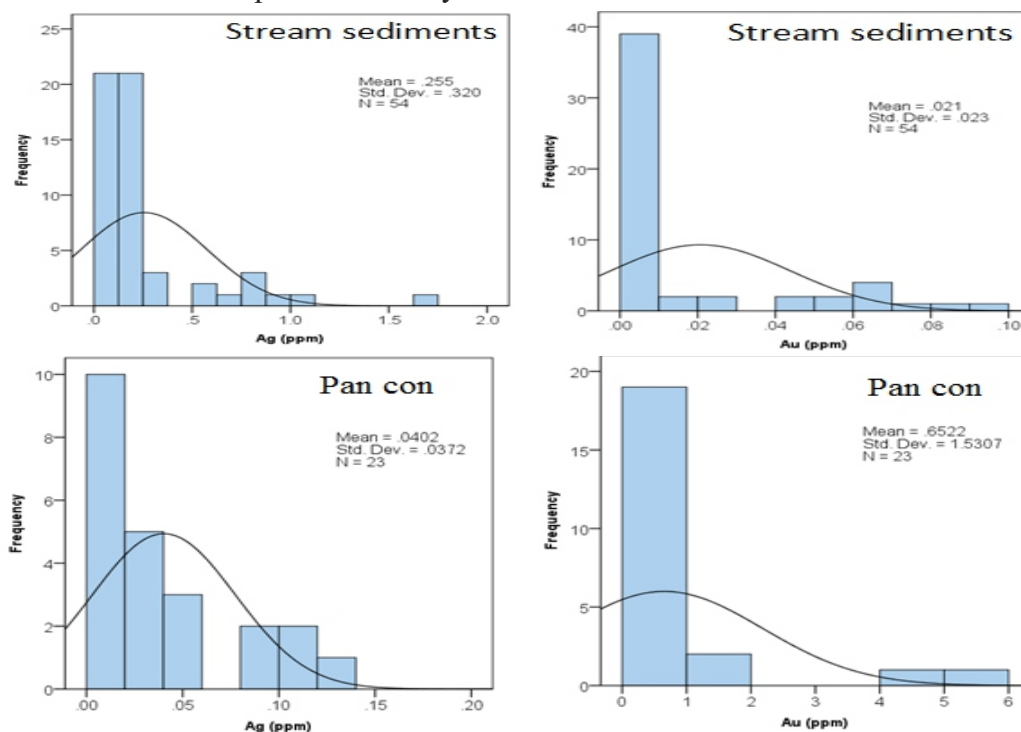 Stream sediments
Mean = .255
Std. Dev. = .320
N = 54
Frequency
25
20
15
10
5
0
.0
.5
1.0
1.5
2.0
Ag (ppm)
Stream sediments
Mean = .021
Std. Dev. = .023
N = 54
Frequency
40
30
20
10
0
.00
.02
.04
.06
.08
.10
Au (ppm)
Pan con
Mean = .0402
Std. Dev. = .0372
N = 23
Frequency
10
8
6
4
2
0
.00
.05
.10
.15
.20
Ag (ppm)
Pan con
Mean = .6522
Std. Dev. = 1.5307
N = 23
Frequency
20
15
10
5
0
0
1
2
3
4
5
6
Au (ppm)